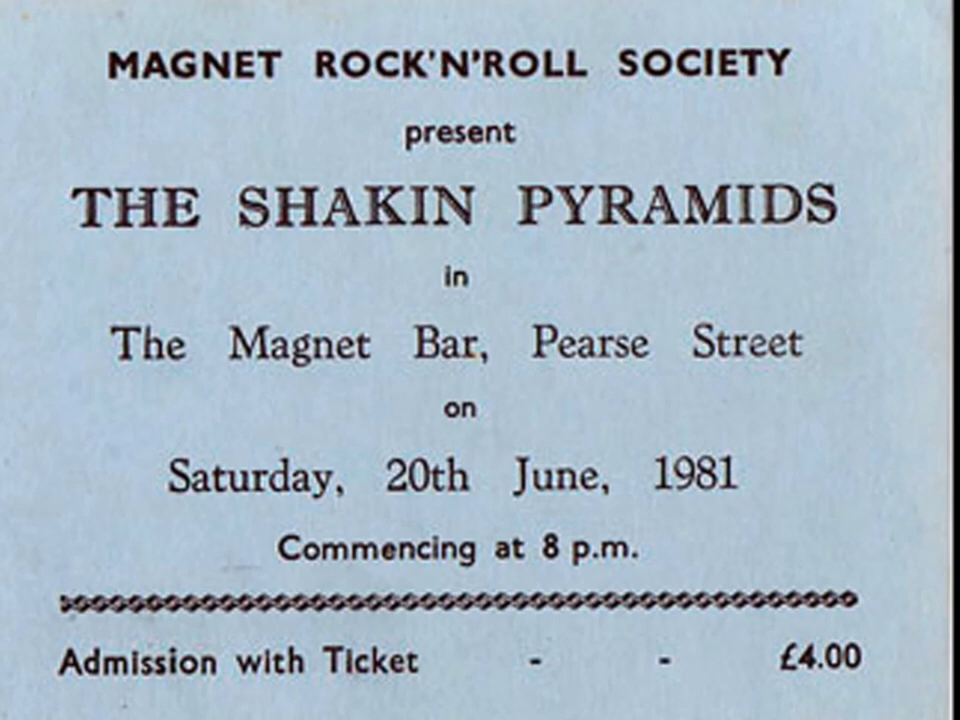 MAGNET ROCK'N'ROLL SOCIETY
present
THE SHAKIN PYRAMIDS
in
The Magnet Bar, Pearse Street
on
Saturday, 20th June, 1981
Commencing at 8 p.m.
Admission with Ticket - - £4.00